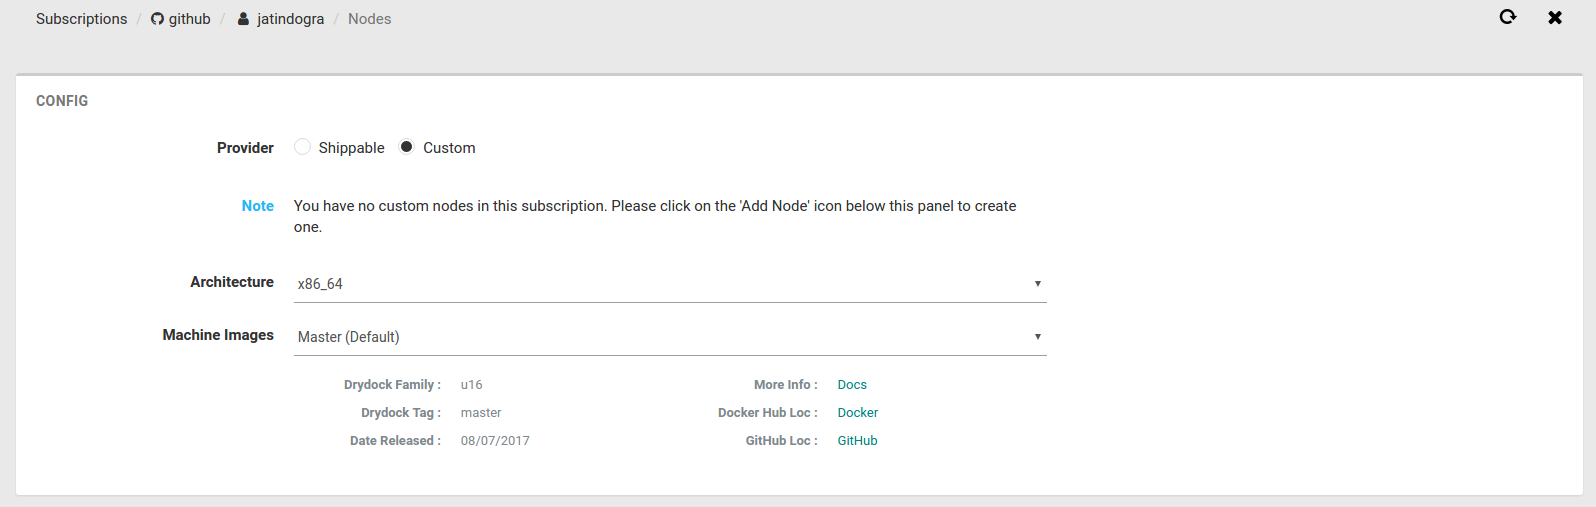 Subscriptions / github / jatindogra / Nodes
CONFIG
Provider Shippable Custom
Note You have no custom nodes in this subscription. Please click on the 'Add Node' icon below this panel to create
one.
Architecture x86_64
Machine Images Master (Default)
Drydock Family : u16 More Info : Docs
Drydock Tag : master Docker Hub Loc : Docker
Date Released : 08/07/2017 GitHub Loc : GitHub